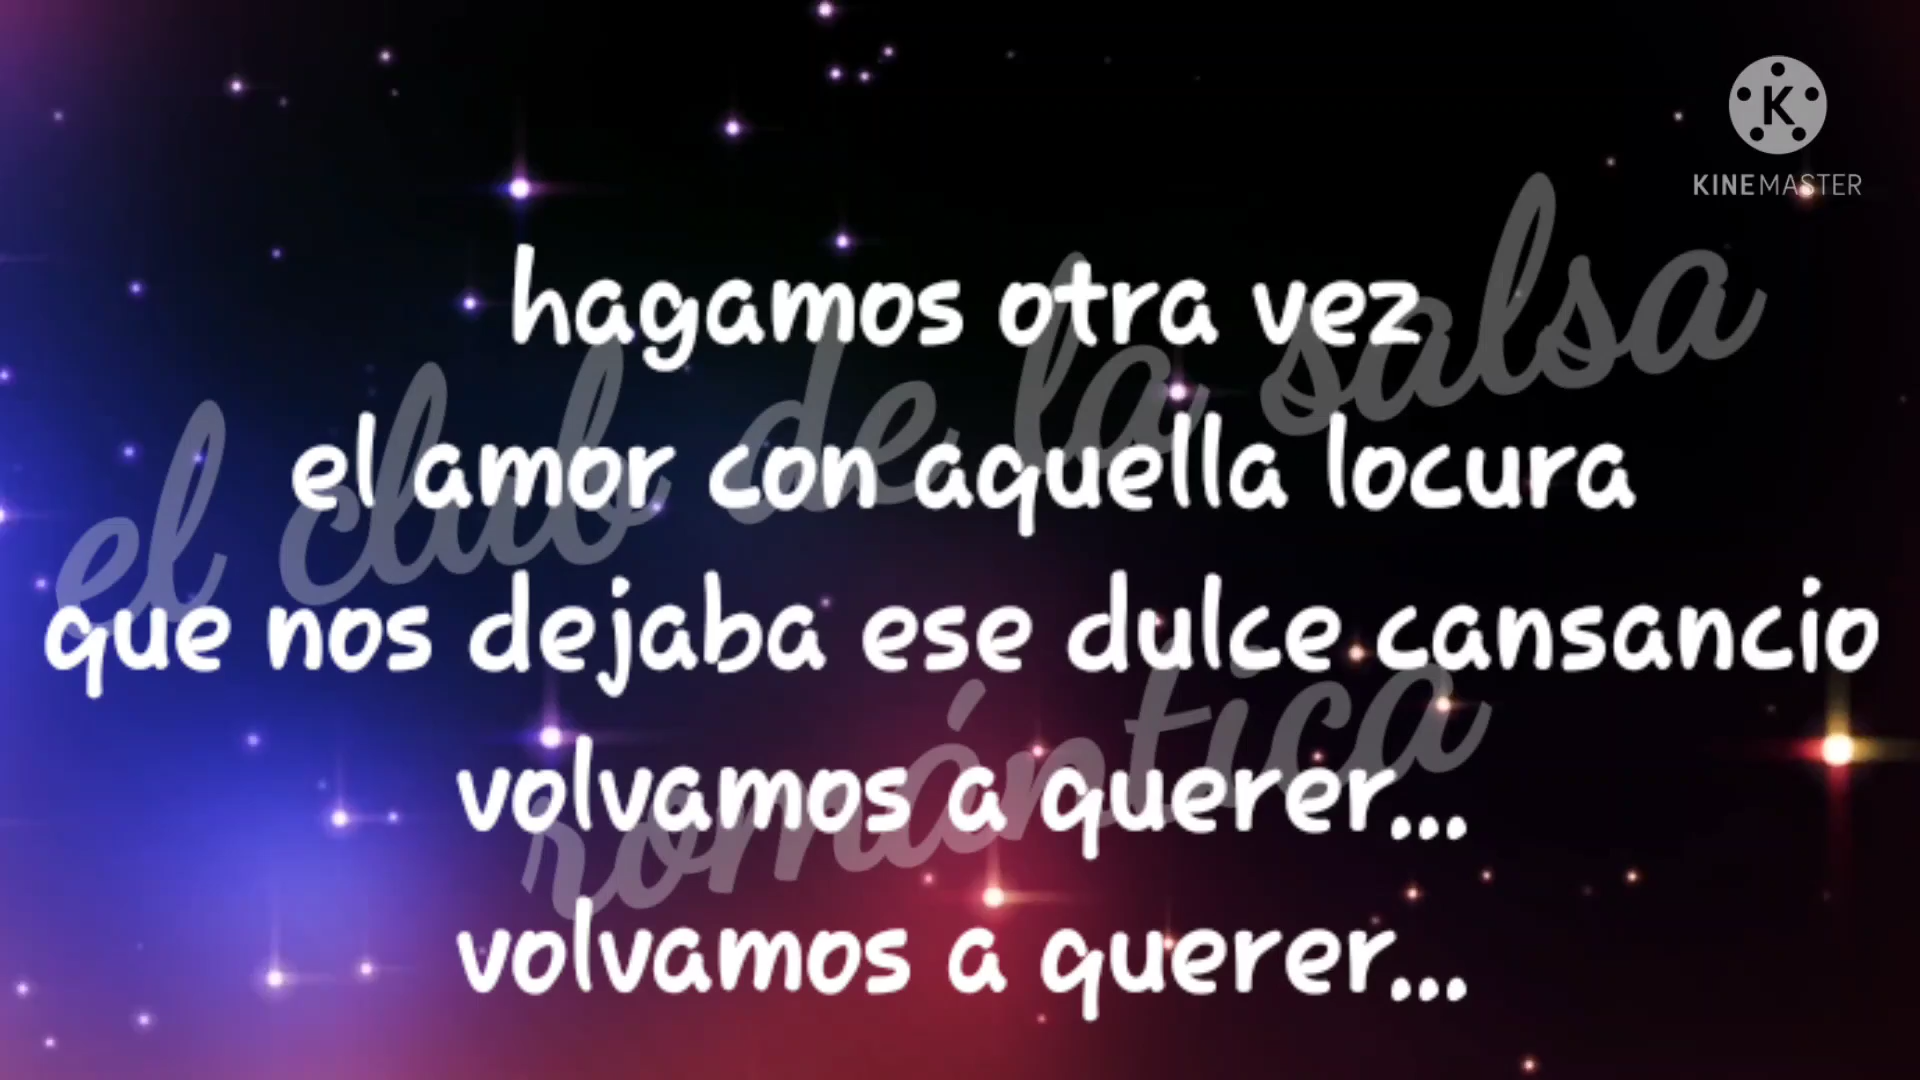 KINEMASTER
hagamos otra vez
el amor con aquella locura
que nos dejaba ese dulce cansancio
volvamos a querer...
volvamos a querer...
el club de la salsa
romántica